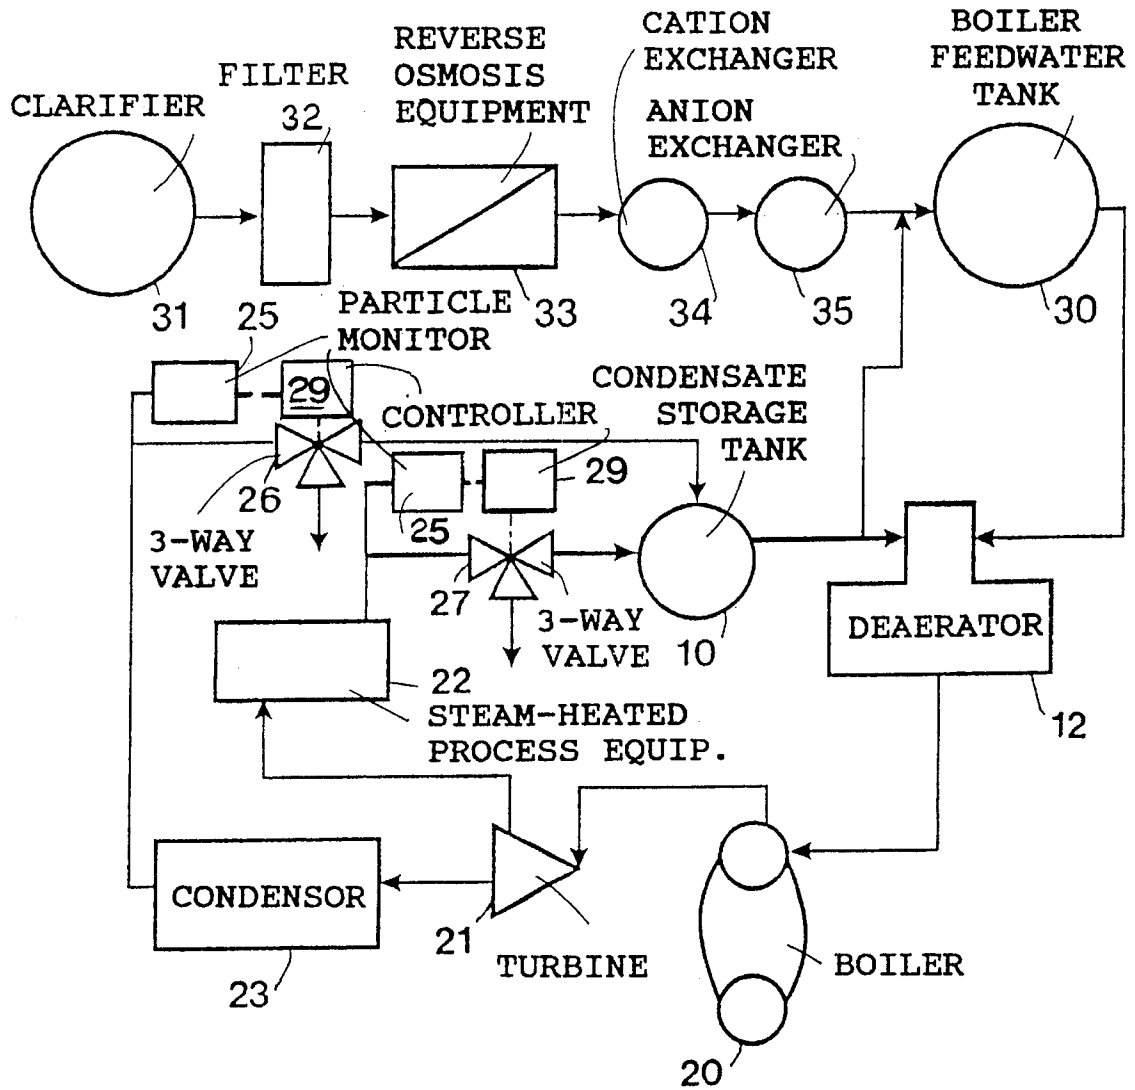 CLARIFIER
31
FILTER
32
REVERSE
OSMOSIS
EQUIPMENT
33
CATION
EXCHANGER
34
ANION
EXCHANGER
35
BOILER
FEEDWATER
TANK
30
25
PARTICLE
MONITOR
29
CONTROLLER
26
3-WAY
VALVE
25
29
27
3-WAY
VALVE
CONDENSATE
STORAGE
TANK
10
DEAERATOR
12
22
STEAM-HEATED
PROCESS EQUIP.
CONDENSOR
23
21
TURBINE
BOILER
20